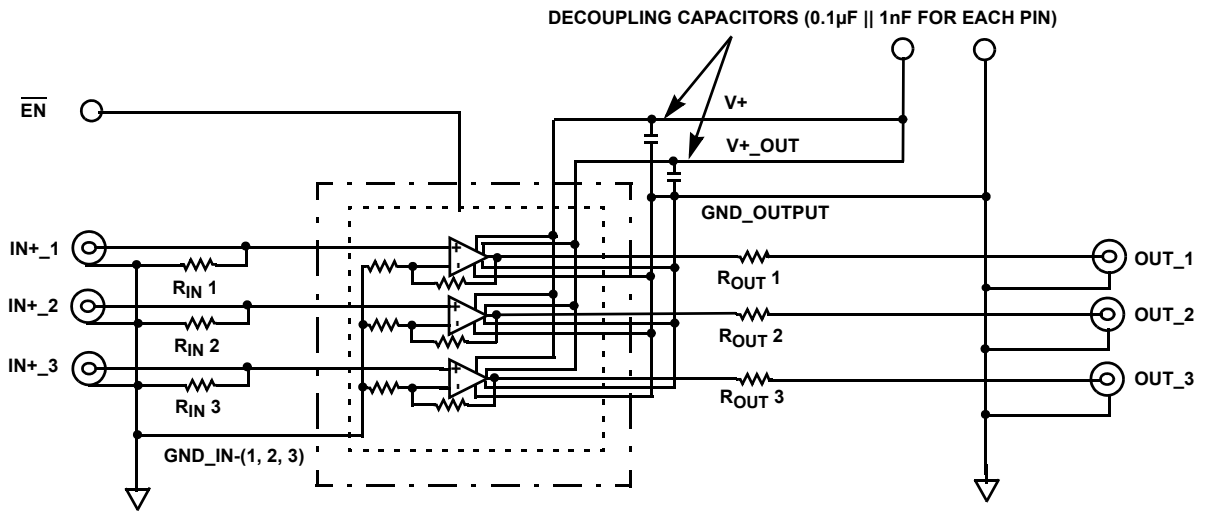 DECOUPLING CAPACITORS (0.1µF || 1nF FOR EACH PIN)
EN
V+
V+_OUT
GND_OUTPUT
IN+_1
RIN 1
ROUT 1
OUT_1
IN+_2
RIN 2
ROUT 2
OUT_2
IN+_3
RIN 3
ROUT 3
OUT_3
GND_IN-(1, 2, 3)
+
-
+
-
+
-